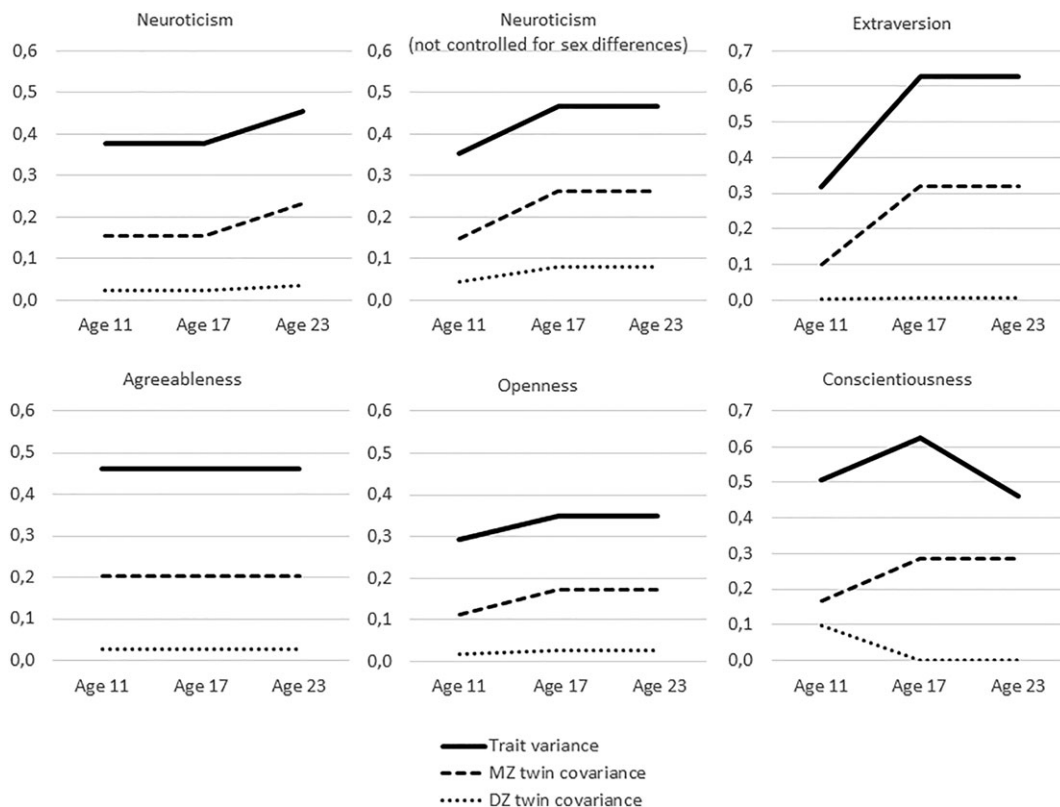 Neuroticism
0,6
0,5
0,4
0,3
0,2
0,1
0,0
Age 11 Age 17 Age 23
Neuroticism
(not controlled for sex differences)
0,6
0,5
0,4
0,3
0,2
0,1
0,0
Age 11 Age 17 Age 23
Extraversion
0,7
0,6
0,5
0,4
0,3
0,2
0,1
0,0
Age 11 Age 17 Age 23
Agreeableness
0,6
0,5
0,4
0,3
0,2
0,1
0,0
Age 11 Age 17 Age 23
Openness
0,6
0,5
0,4
0,3
0,2
0,1
0,0
Age 11 Age 17 Age 23
Conscientiousness
0,7
0,6
0,5
0,4
0,3
0,2
0,1
0,0
Age 11 Age 17 Age 23
Trait variance
MZ twin covariance
DZ twin covariance